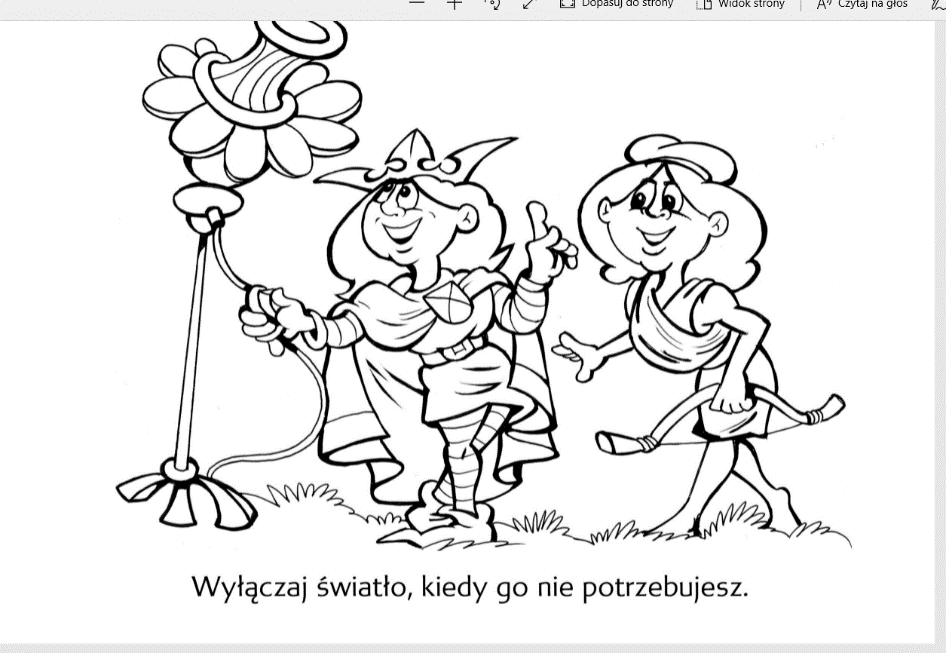 Dopasuj do strony Widok strony Czytaj na głos
Wyłączaj światło, kiedy go nie potrzebujesz.